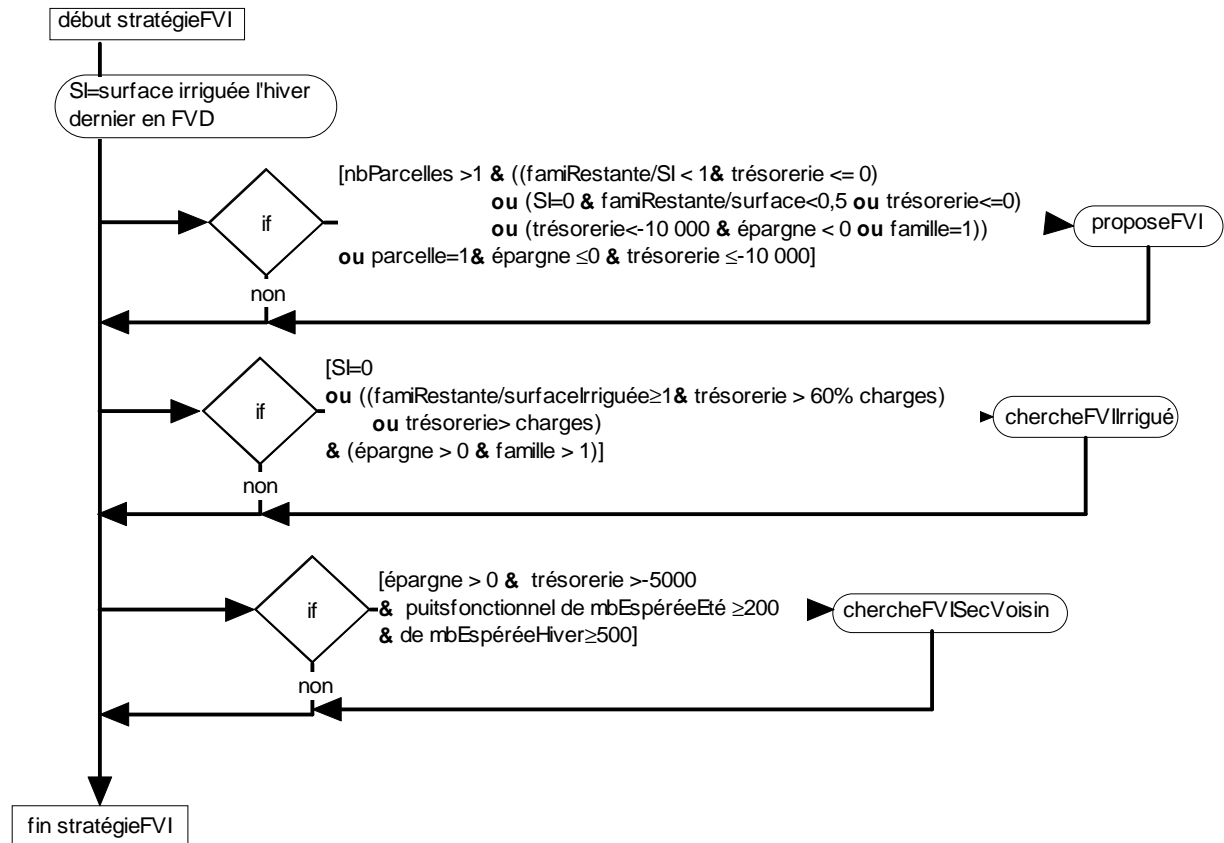 début stratégieFVI
SI=surface irriguée l'hiver
dernier en FVD
[nbParcelles >1 & ((famiRestante/SI < 1& trésorerie <= 0)
ou (SI=0 & famiRestante/surface<0,5 ou trésorerie<=0)
ou (trésorerie<-10 000 & épargne < 0 ou famille=1))
ou parcelle=1& épargne ≤0 & trésorerie ≤-10 000]
if
proposeFVI
non
[SI=0
ou ((famiRestante/surfaceIrriguée≥1& trésorerie > 60% charges)
ou trésorerie> charges)
& (épargne > 0 & famille > 1)]
if
chercheFVIIrrigué
non
[épargne > 0 & trésorerie >-5000
& puitsfonctionnel de mbEspéréeEté ≥200
& de mbEspéréeHiver≥500]
if
chercheFVISecVoisin
non
fin stratégieFVI